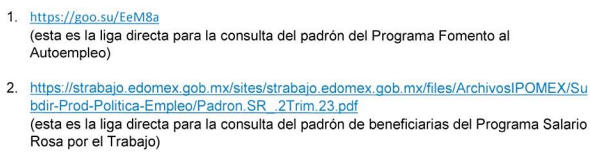 1. https://goo.su/EeM8a
(esta es la liga directa para la consulta del padrón del Programa Fomento al
Autoempleo)
2. https://strabajo.edomex.gob.mx/sites/strabajo.edomex.gob.mx/files/ArchivosIPOMEX/Su
bdir-Prod-Politica-Empleo/Padron.SR_.2Trim.23.pdf
(esta es la liga directa para la consulta del padrón de beneficiarias del Programa Salario
Rosa por el Trabajo)